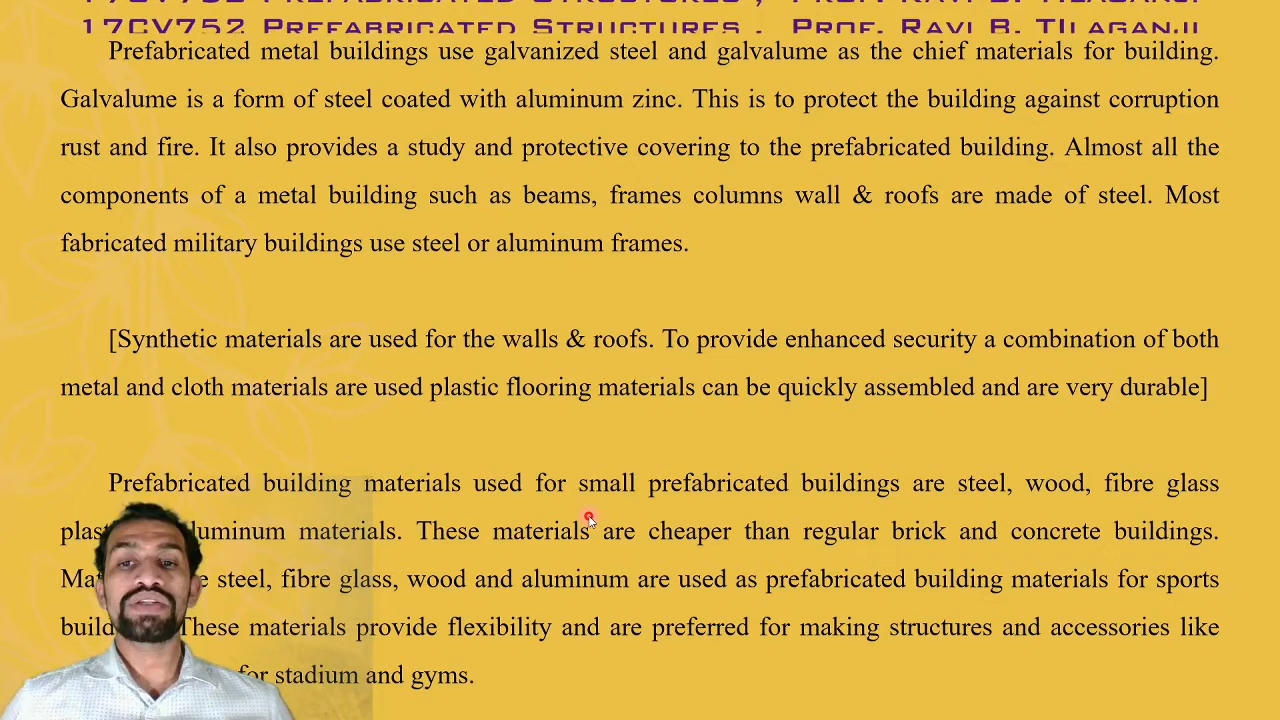 17CV752 PREFABRICATED STRUCTURES , PROF. RAVI B. TILAGANJI
17CV752 PREFABRICATED STRUCTURES , PROF. RAVI B. TILAGANJI
Prefabricated metal buildings use galvanized steel and galvalume as the chief materials for building.
Galvalume is a form of steel coated with aluminum zinc. This is to protect the building against corruption
rust and fire. It also provides a study and protective covering to the prefabricated building. Almost all the
components of a metal building such as beams, frames columns wall & roofs are made of steel. Most
fabricated military buildings use steel or aluminum frames.
[Synthetic materials are used for the walls & roofs. To provide enhanced security a combination of both
metal and cloth materials are used plastic flooring materials can be quickly assembled and are very durable]
Prefabricated building materials used for small prefabricated buildings are steel, wood, fibre glass
materials. These materials are cheaper than regular brick and concrete buildings.
steel, fibre glass, wood and aluminum are used as prefabricated building materials for sports
These materials provide flexibility and are preferred for making structures and accessories like
for stadium and gyms.